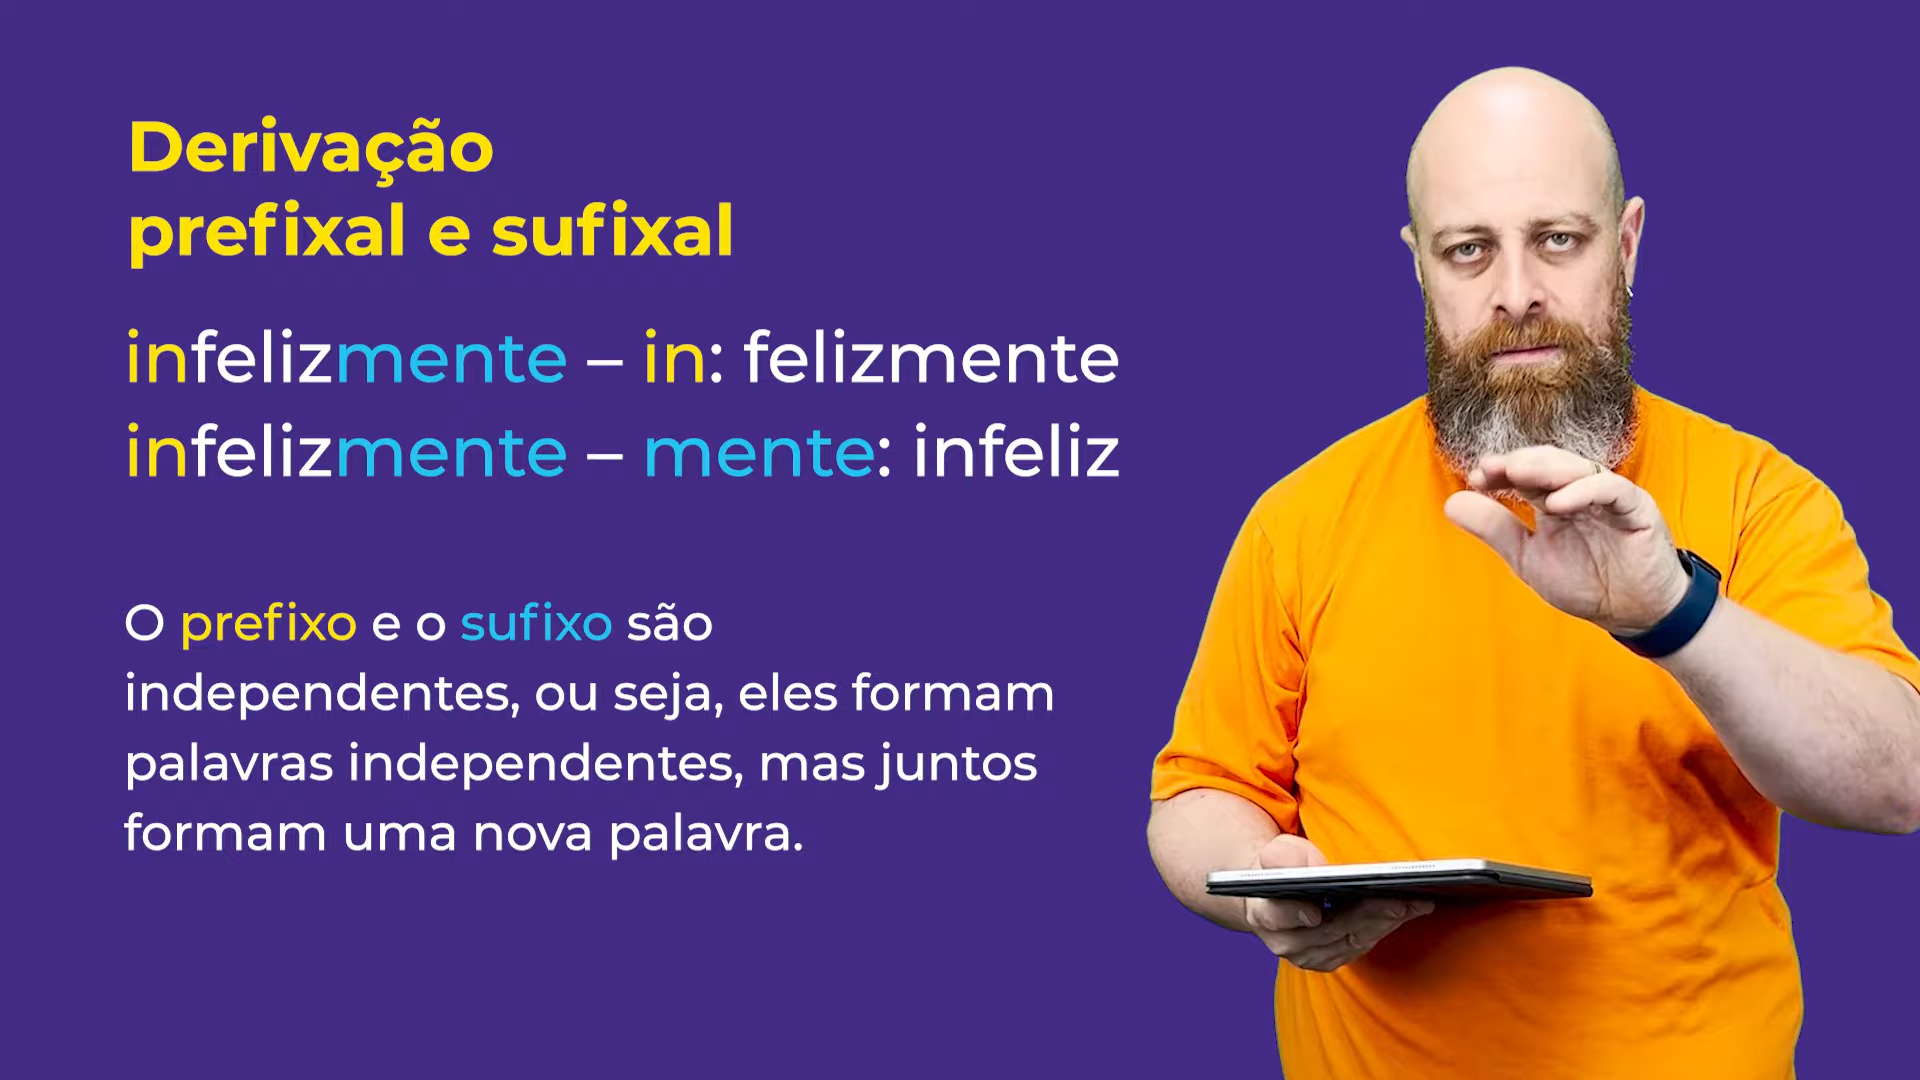 Derivação
prefixal e sufixal
infelizmente – in: felizmente
infelizmente – mente: infeliz
O prefixo e o sufixo são
independentes, ou seja, eles formam
palavras independentes, mas juntos
formam uma nova palavra.